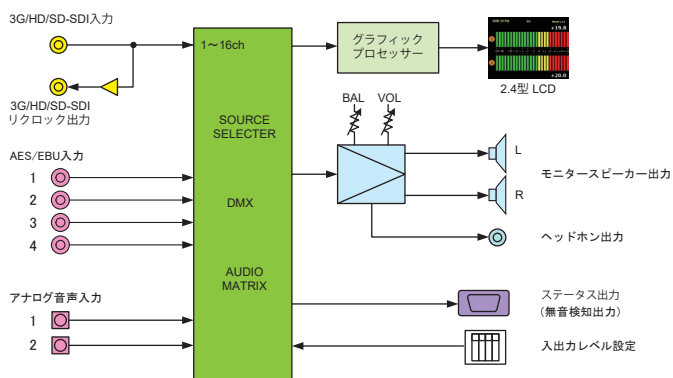 3G/HD/SD-SDI入力
1～16ch
グラフィック
プロセッサー
2.4型 LCD
3G/HD/SD-SDI
リクロック出力
BAL
VOL
SOURCE
SELECTER
AES/EBU入力
1
2
3
4
L
R
モニタースピーカー出力
DMX
ヘッドホン出力
AUDIO
MATRIX
アナログ音声入力
1
2
ステータス出力
(無音検知出力)
入出力レベル設定
+19.8
+20.0